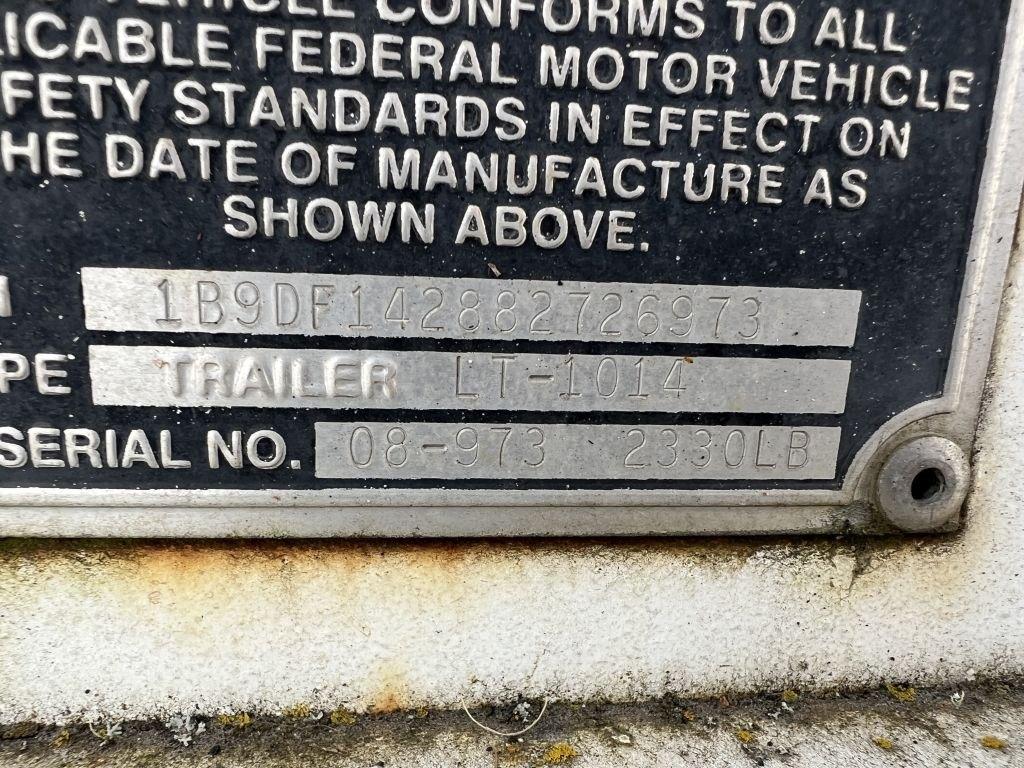 VEHICLE CONFORMS TO ALL
LICABLE FEDERAL MOTOR VEHICLE
FETY STANDARDS IN EFFECT ON
HE DATE OF MANUFACTURE AS
SHOWN ABOVE.
1B9DF142882726973
PE TRAILER LT-1014
SERIAL NO. 08-973 2330LB